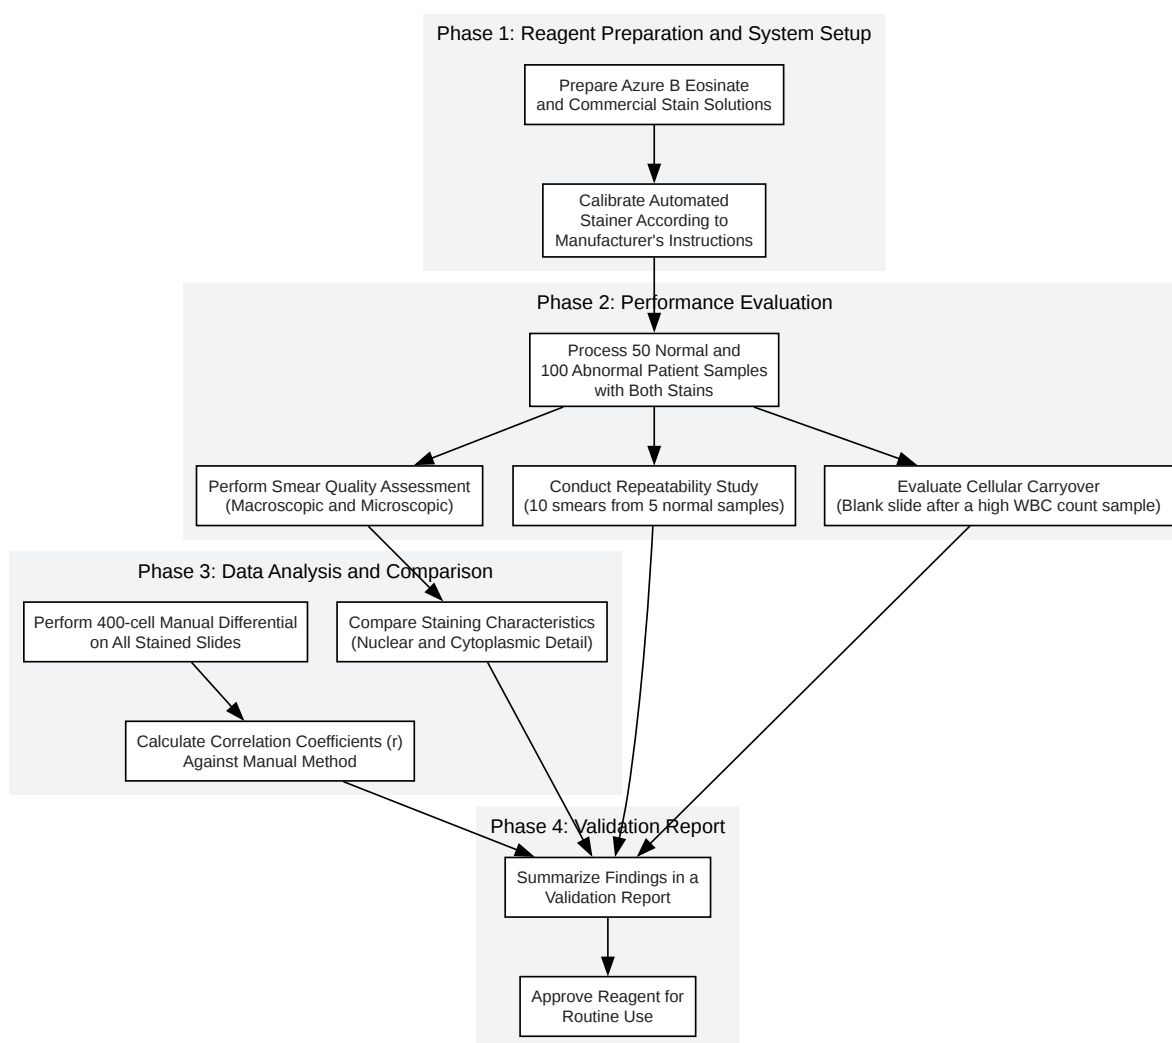 Phase 1: Reagent Preparation and System Setup
Prepare Azure B Eosinate
and Commercial Stain Solutions
Calibrate Automated
Stainer According to
Manufacturer's Instructions
Phase 2: Performance Evaluation
Process 50 Normal and
100 Abnormal Patient Samples
with Both Stains
Perform Smear Quality Assessment
(Macroscopic and Microscopic)
Conduct Repeatability Study
(10 smears from 5 normal samples)
Evaluate Cellular Carryover
(Blank slide after a high WBC count sample)
Phase 3: Data Analysis and Comparison
Perform 400-cell Manual Differential
on All Stained Slides
Compare Staining Characteristics
(Nuclear and Cytoplasmic Detail)
Calculate Correlation Coefficients (r)
Against Manual Method
Phase 4: Validation Report
Summarize Findings in a
Validation Report
Approve Reagent for
Routine Use